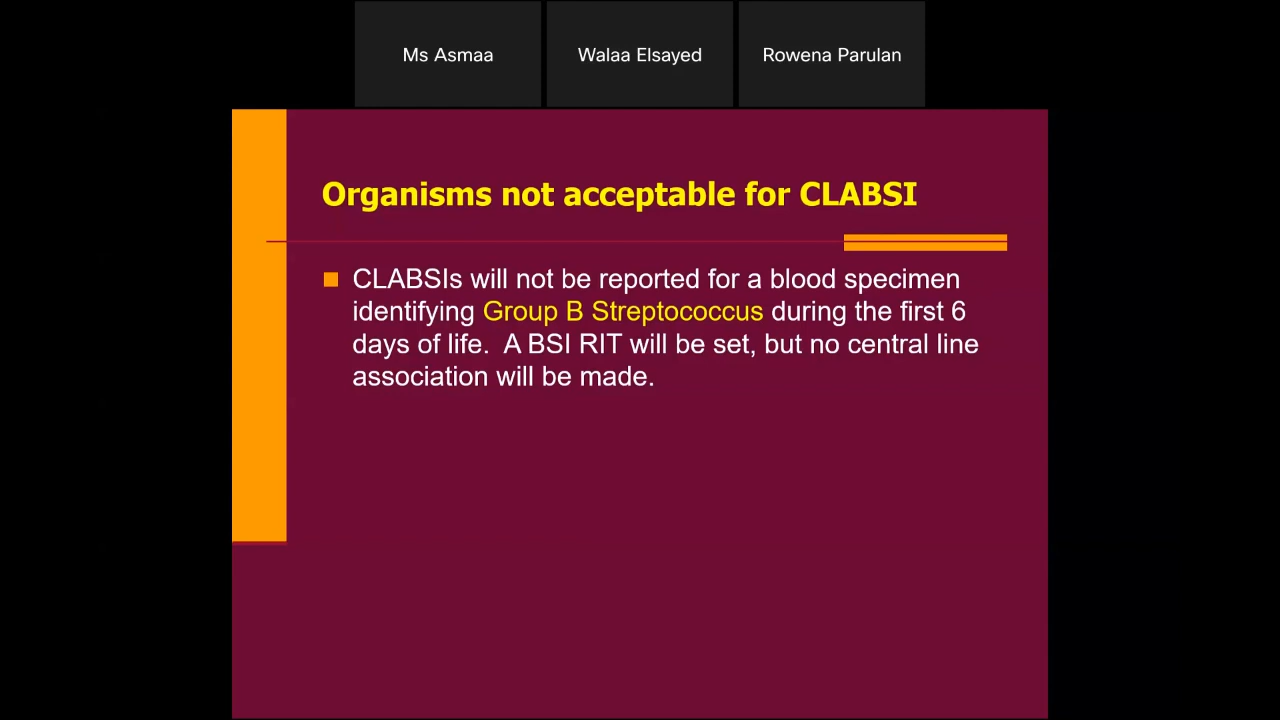 Ms Asmaa
Walaa Elsayed
Rowena Parulan
Organisms not acceptable for CLABSI
CLABSIs will not be reported for a blood specimen
identifying Group B Streptococcus during the first 6
days of life.  A BSI RIT will be set, but no central line
association will be made.